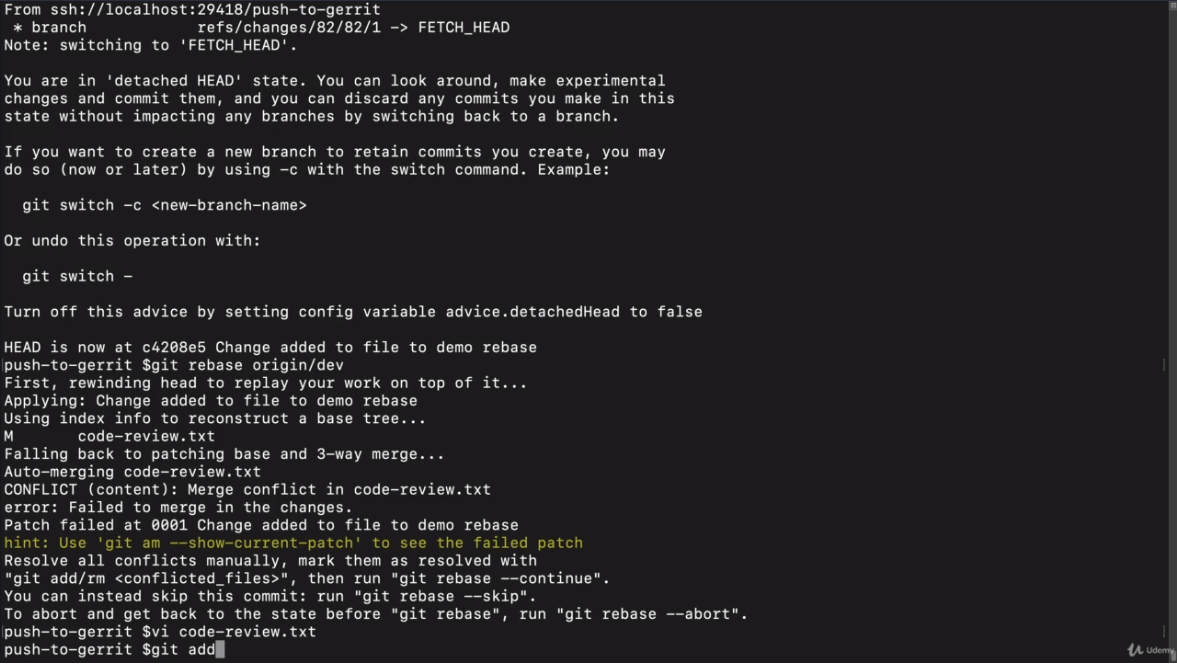 From ssh://localhost:29418/push-to-gerrit
 * branch            refs/changes/82/82/1 -> FETCH_HEAD
Note: switching to 'FETCH_HEAD'.

You are in 'detached HEAD' state. You can look around, make experimental
changes and commit them, and you can discard any commits you make in this
state without impacting any branches by switching back to a branch.

If you want to create a new branch to retain commits you create, you may
do so (now or later) by using -c with the switch command. Example:

  git switch -c <new-branch-name>

Or undo this operation with:

  git switch -

Turn off this advice by setting config variable advice.detachedHead to false

HEAD is now at c4208e5 Change added to file to demo rebase
push-to-gerrit $git rebase origin/dev
First, rewinding head to replay your work on top of it...
Applying: Change added to file to demo rebase
Using index info to reconstruct a base tree...
M       code-review.txt
Falling back to patching base and 3-way merge...
Auto-merging code-review.txt
CONFLICT (content): Merge conflict in code-review.txt
error: Failed to merge in the changes.
Patch failed at 0001 Change added to file to demo rebase
hint: Use 'git am --show-current-patch' to see the failed patch
Resolve all conflicts manually, mark them as resolved with
"git add/rm <conflicted_files>", then run "git rebase --continue".
You can instead skip this commit: run "git rebase --skip".
To abort and get back to the state before "git rebase", run "git rebase --abort".
push-to-gerrit $vi code-review.txt
push-to-gerrit $git add
Udemy